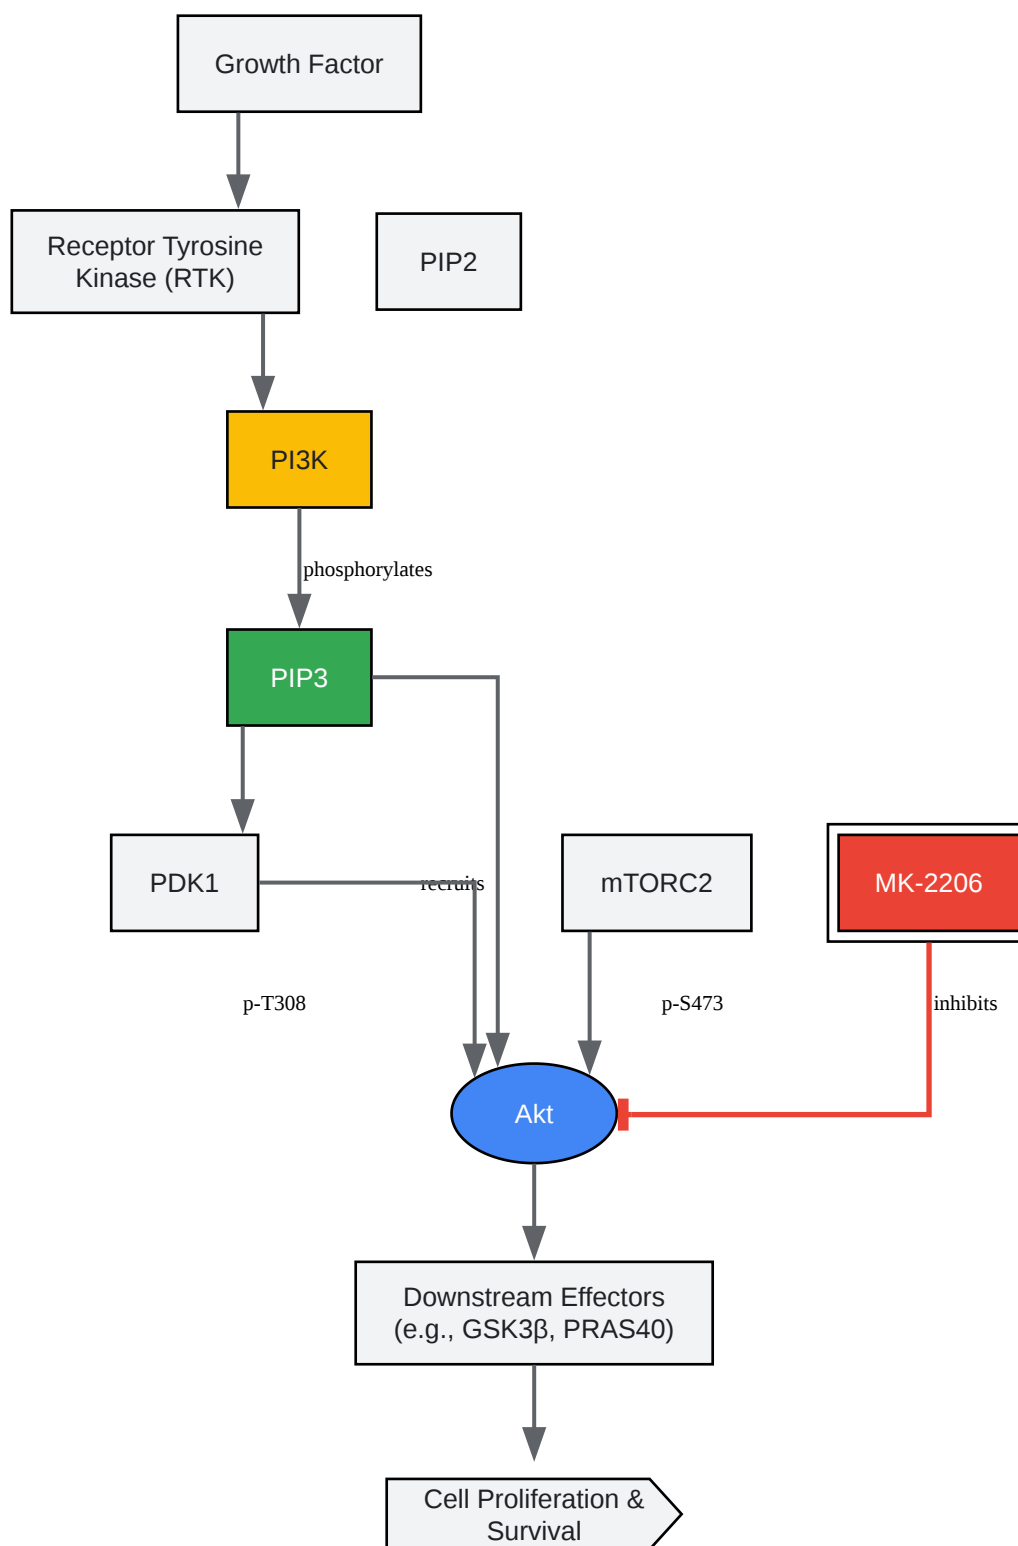 Growth Factor
Receptor Tyrosine
Kinase (RTK)
PIP2
PI3K
phosphorylates
PIP3
PDK1
recruits
mTORC2
MK-2206
p-T308
p-S473
inhibits
Akt
Downstream Effectors
(e.g., GSK3β, PRAS40)
Cell Proliferation &
Survival